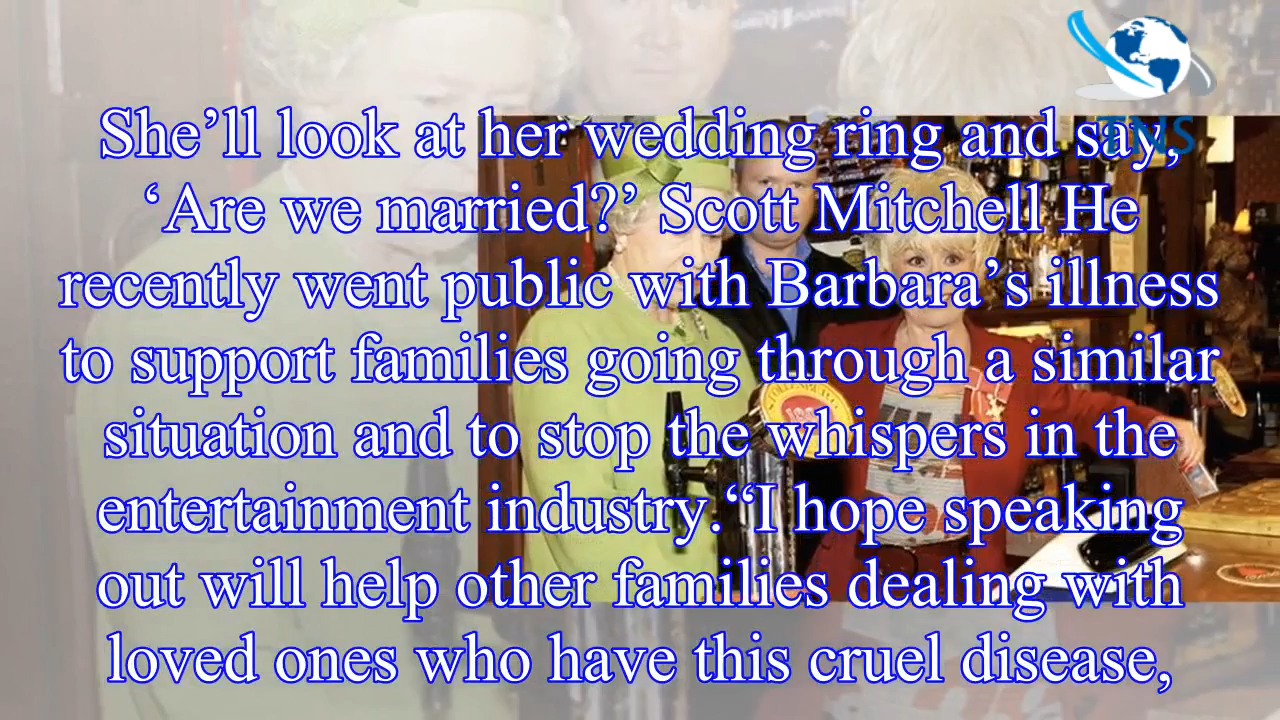 TNS
She’ll look at her wedding ring and say,
‘Are we married?’ Scott Mitchell He
recently went public with Barbara’s illness
to support families going through a similar
situation and to stop the whispers in the
entertainment industry.“I hope speaking
out will help other families dealing with
loved ones who have this cruel disease,